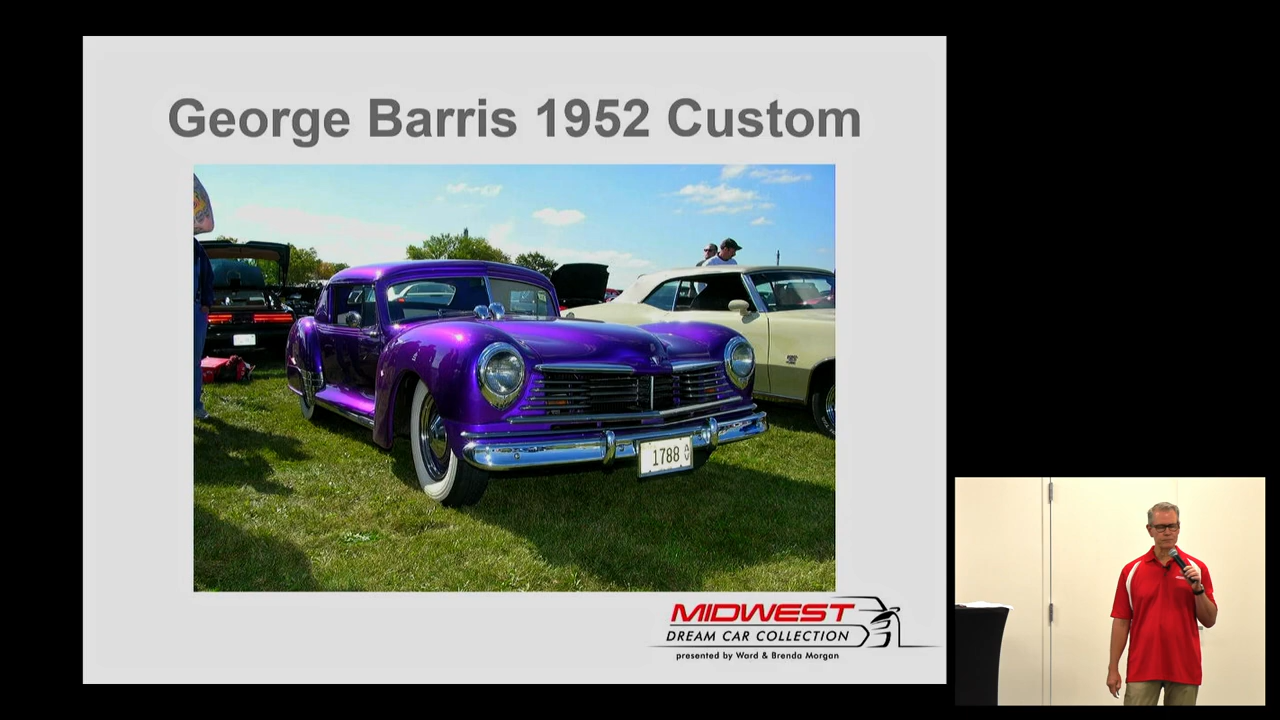 George Barris 1952 Custom
1788
MIDWEST
DREAM CAR COLLECTION
presented by Ward & Brenda Morgan